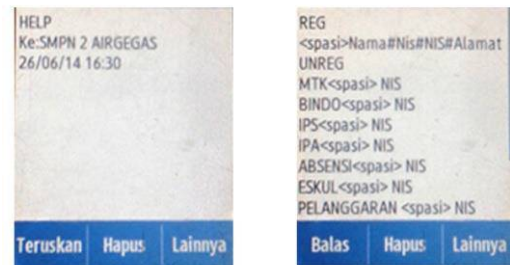 HELP
Ke:SMPN 2 AIRGEGAS
26/06/14 16:30
Teruskan Hapus Lainnya
REG
<spasi>Nama#Nis#NIS#Alamat
UNREG
MTK<spasi> NIS
BINDO<spasi> NIS
IPS<spasi> NIS
IPA<spasi> NIS
ABSENSI<spasi> NIS
ESKUL<spasi> NIS
PELANGGARAN <spasi> NIS
Balas Hapus Lainnya